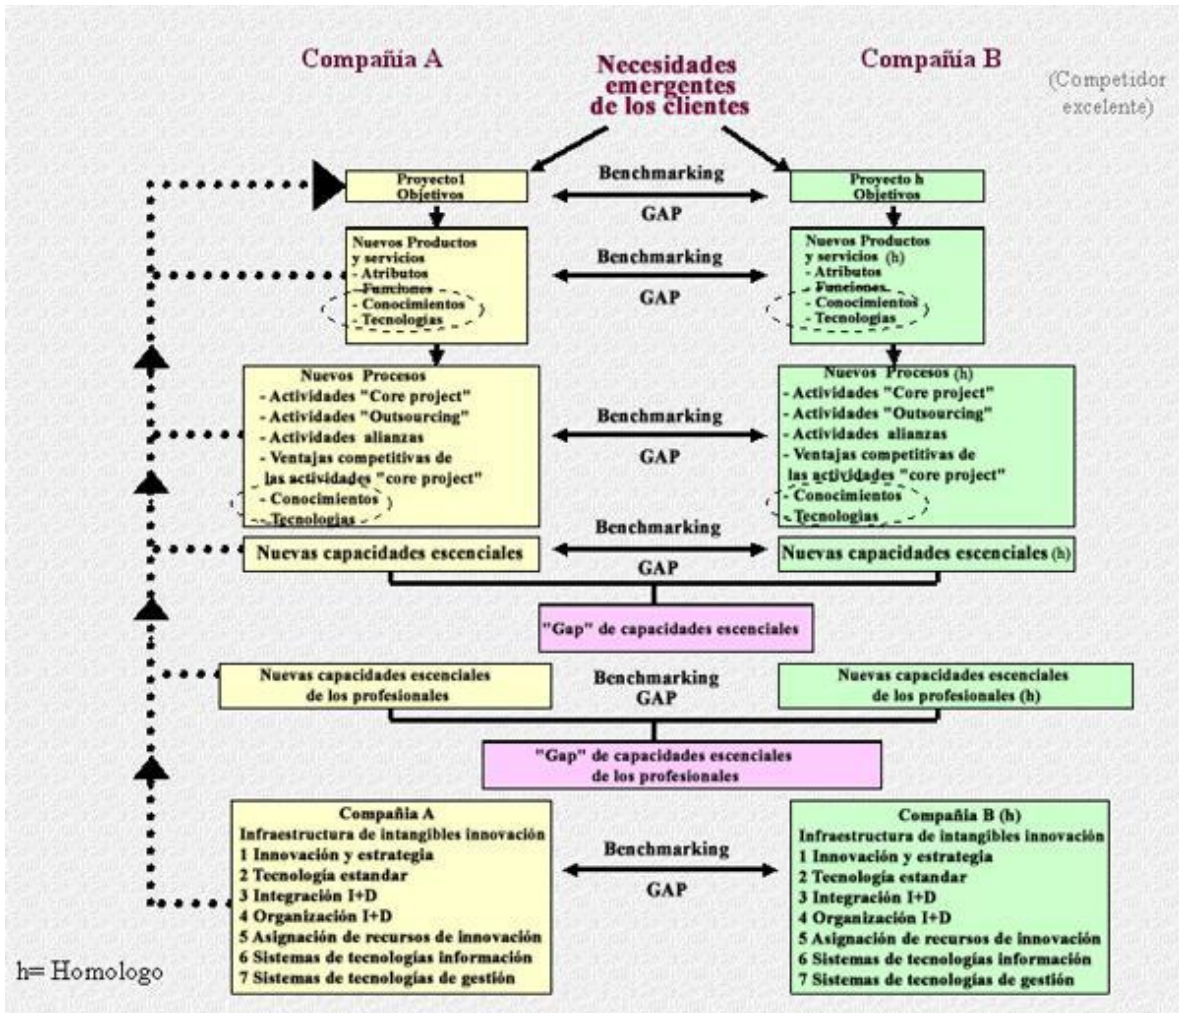 Compañía A
Necesidades
emergentes
de los clientes
Compañía B
(Competidor
excelente)
Proyecto1
Objetivos
Benchmarking
GAP
Proyecto h
Objetivos
Nuevos Productos
y servicios
- Atributos
- Funciones
- Conocimientos
- Tecnologías
Benchmarking
GAP
Nuevos Productos
y servicios (h)
- Atributos
- Funciones
- Conocimientos
- Tecnologías
Nuevos Procesos
- Actividades "Core project"
- Actividades "Outsourcing"
- Actividades alianzas
- Ventajas competitivas de
las actividades "core project"
- Conocimientos
- Tecnologías
Benchmarking
GAP
Nuevos Procesos (h)
- Actividades "Core project"
- Actividades "Outsourcing"
- Actividades alianzas
- Ventajas competitivas de
las actividades "core project"
- Conocimientos
- Tecnologías
Nuevas capacidades escenciales
Benchmarking
GAP
Nuevas capacidades escenciales (h)
"Gap" de capacidades escenciales
Nuevas capacidades escenciales
de los profesionales
Benchmarking
GAP
Nuevas capacidades escenciales
de los profesionales (h)
"Gap" de capacidades escenciales
de los profesionales
Compañia A
Infraestructura de intangibles innovación
1 Innovación y estrategia
2 Tecnología estandar
3 Integración I+D
4 Organización I+D
5 Asignación de recursos de innovación
6 Sistemas de tecnologías información
7 Sistemas de tecnologías de gestión
Benchmarking
GAP
Compañia B (h)
Infraestructura de intangibles innovación
1 Innovación y estrategia
2 Tecnología estandar
3 Integración I+D
4 Organización I+D
5 Asignación de recursos de innovación
6 Sistemas de tecnologías información
7 Sistemas de tecnologías de gestión
h= Homologo